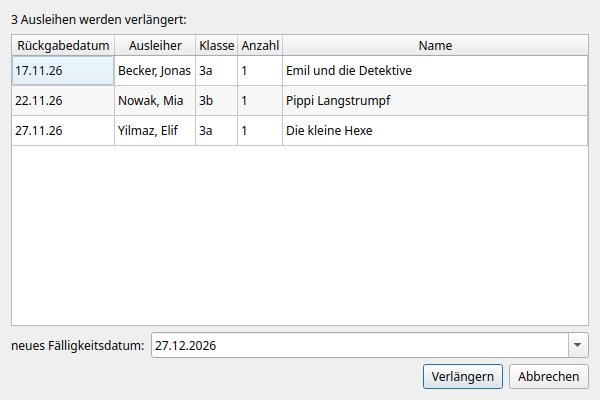 3 Ausleihen werden verlängert:
Rückgabedatum Ausleiher Klasse Anzahl Name
17.11.26 Becker, Jonas 3a 1 Emil und die Detektive
22.11.26 Nowak, Mia 3b 1 Pippi Langstrumpf
27.11.26 Yilmaz, Elif 3a 1 Die kleine Hexe
neues Fälligkeitsdatum: 27.12.2026
Verlängern Abbrechen